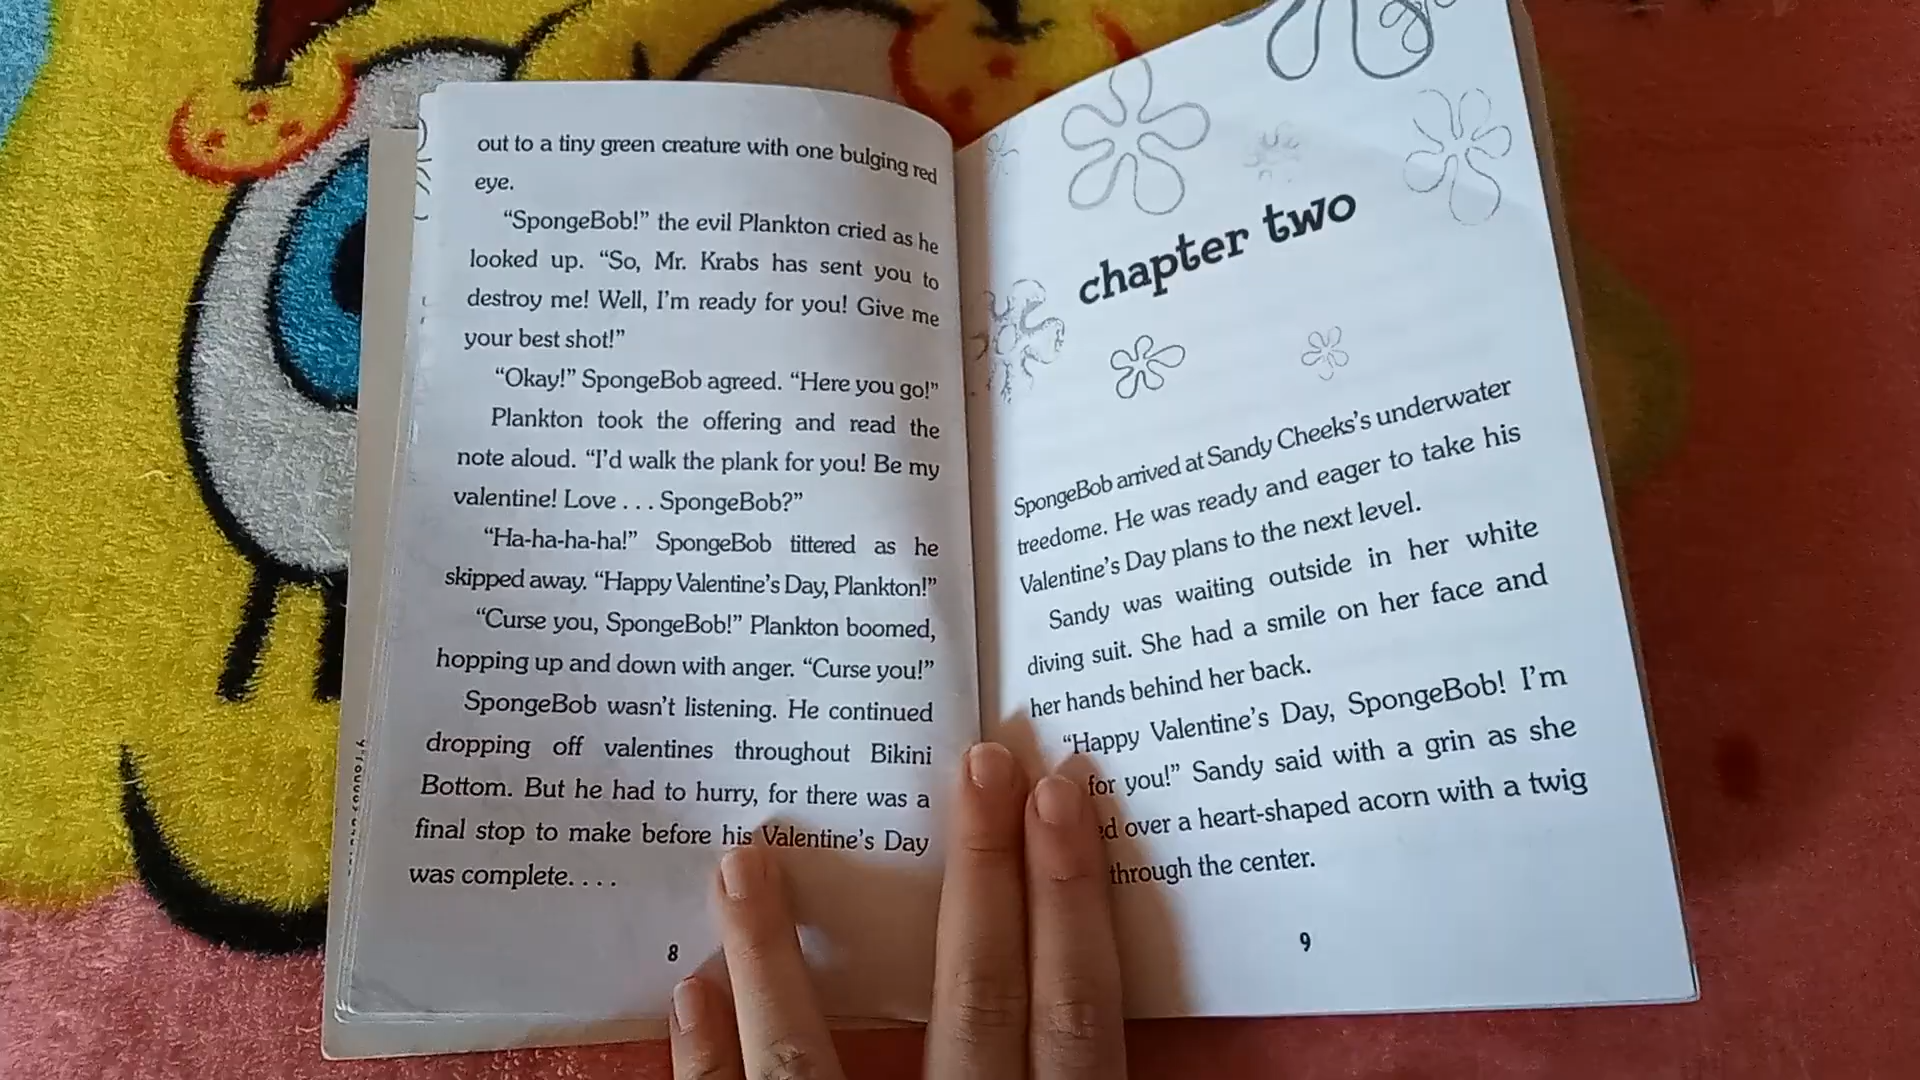 out to a tiny green creature with one bulging red
eye.
“SpongeBob!” the evil Plankton cried as he
looked up. “So, Mr. Krabs has sent you to
destroy me! Well, I’m ready for you! Give me
your best shot!”
“Okay!” SpongeBob agreed. “Here you go!”
Plankton took the offering and read the
note aloud. “I’d walk the plank for you! Be my
valentine! Love . . . SpongeBob?”
“Ha-ha-ha-ha!” SpongeBob tittered as he
skipped away. “Happy Valentine’s Day, Plankton!”
“Curse you, SpongeBob!” Plankton boomed,
hopping up and down with anger. “Curse you!”
SpongeBob wasn’t listening. He continued
dropping off valentines throughout Bikini
Bottom. But he had to hurry, for there was a
final stop to make before his Valentine’s Day
was complete. . . .
8
chapter two
SpongeBob arrived at Sandy Cheeks’s underwater
treedome. He was ready and eager to take his
Valentine’s Day plans to the next level.
Sandy was waiting outside in her white
diving suit. She had a smile on her face and
her hands behind her back.
“Happy Valentine’s Day, SpongeBob! I’m
for you!” Sandy said with a grin as she
over a heart-shaped acorn with a twig
through the center.
9